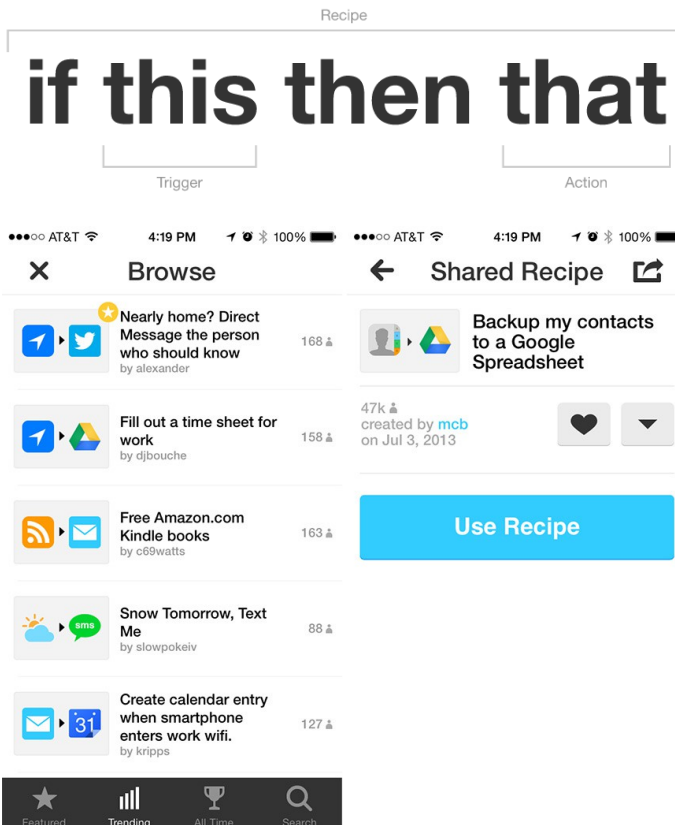 Recipe
if this then that
Trigger
Action
AT&T 4:19 PM 100%
Browse
Nearly home? Direct
Message the person
who should know
by alexander
168
Fill out a time sheet for
work
by djbouche
158
Free Amazon.com
Kindle books
by c69watts
163
sms
Snow Tomorrow, Text
Me
by slowpokeiv
88
31
Create calendar entry
when smartphone
enters work wifi.
by kripps
127
Featured Trending All Time Search
AT&T 4:19 PM 100%
Shared Recipe
Backup my contacts
to a Google
Spreadsheet
47k
created by mcb
on Jul 3, 2013
Use Recipe